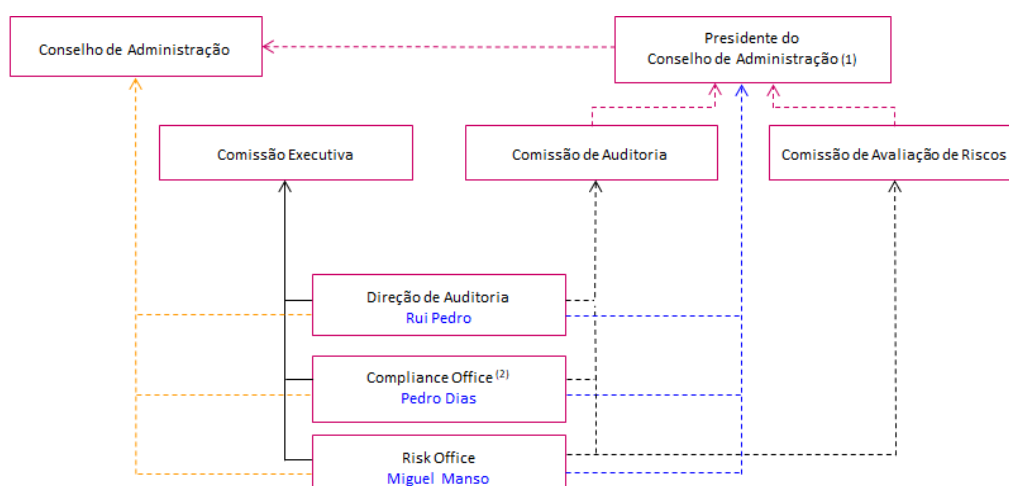 Conselho de Administração
Presidente do
Conselho de Administração (1)
Comissão Executiva
Comissão de Auditoria
Comissão de Avaliação de Riscos
Direção de Auditoria
Rui Pedro
Compliance Office (2)
Pedro Dias
Risk Office
Miguel Manso